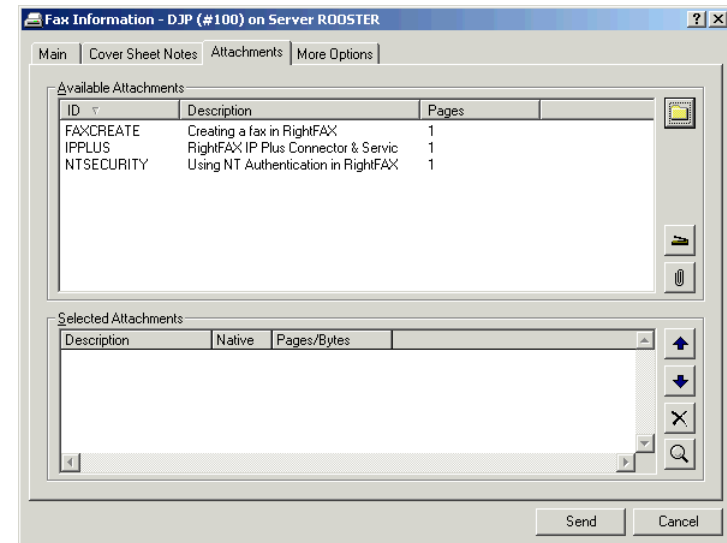 Fax Information - DJP (#100) on Server ROOSTER
Main Cover Sheet Notes Attachments More Options
Available Attachments
ID Description Pages
FAXCREATE Creating a fax in RightFAX 1
IPPLUS RightFAX IP Plus Connector & Servic 1
NTSECURITY Using NT Authentication in RightFAX 1
Selected Attachments
Description Native Pages/Bytes
Send Cancel